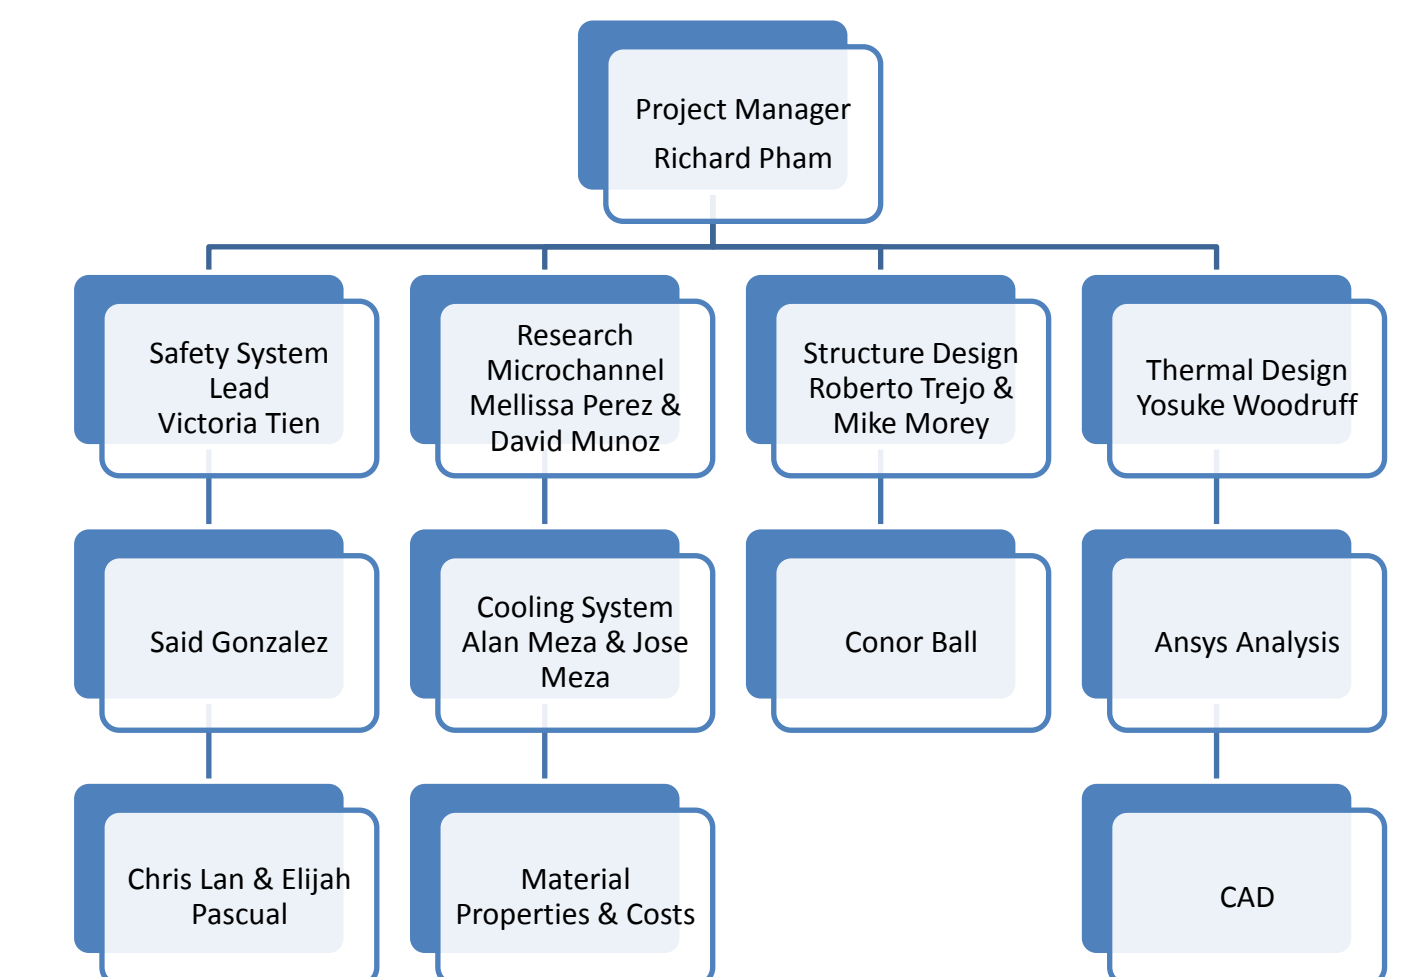 Project Manager
Richard Pham
Safety System
Lead
Victoria Tien
Research
Microchannel
Mellissa Perez &
David Munoz
Structure Design
Roberto Trejo &
Mike Morey
Thermal Design
Yosuke Woodruff
Said Gonzalez
Cooling System
Alan Meza & Jose
Meza
Conor Ball
Ansys Analysis
Chris Lan & Elijah
Pascual
Material
Properties & Costs
CAD